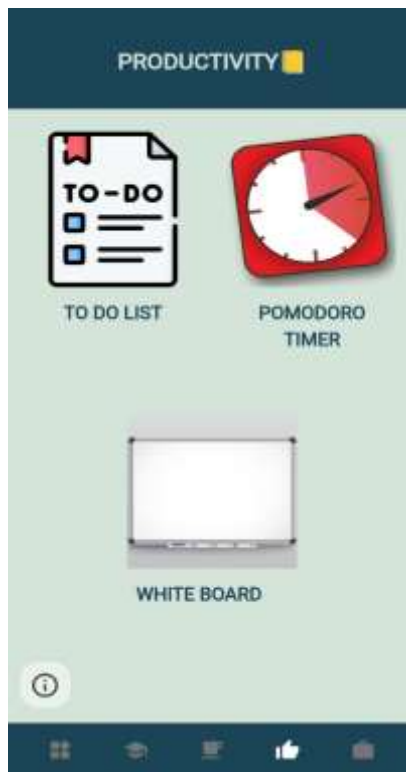 PRODUCTIVITY
TO-DO
TO DO LIST
POMODORO
TIMER
WHITE BOARD